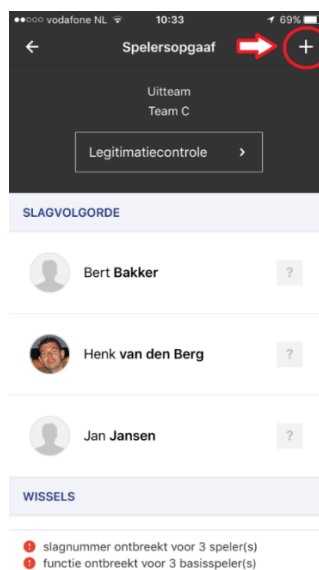 vodafone NL 10:33 69%
Spelersopgaaf
Uitteam
Team C
Legitimatiecontrole
SLAGVOLGORDE
Bert Bakker ?
Henk van den Berg ?
Jan Jansen ?
WISSELS
slagnummer ontbreekt voor 3 speler(s)
functie ontbreekt voor 3 basisspeler(s)